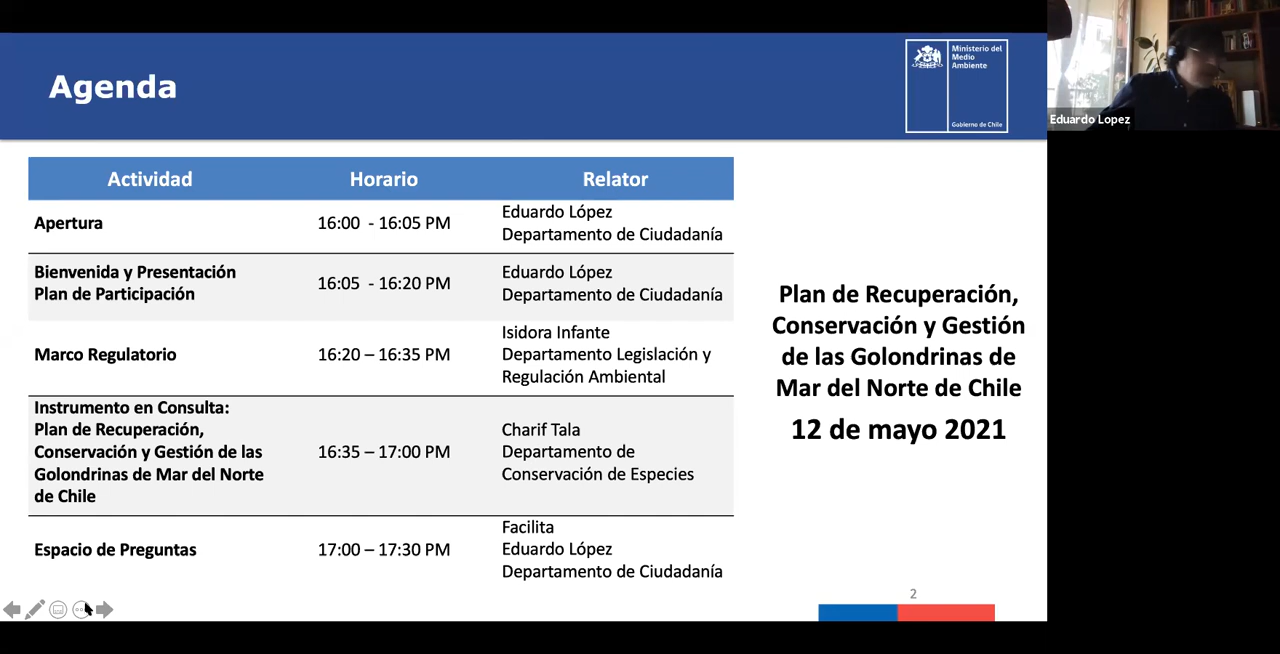 Agenda
Ministerio del
Medio
Ambiente
Gobierno de Chile
Eduardo Lopez
Actividad Horario Relator
Apertura 16:00 - 16:05 PM Eduardo López
Departamento de Ciudadanía
Bienvenida y Presentación
Plan de Participación 16:05 - 16:20 PM Eduardo López
Departamento de Ciudadanía
Marco Regulatorio 16:20 – 16:35 PM Isidora Infante
Departamento Legislación y
Regulación Ambiental
Instrumento en Consulta:
Plan de Recuperación,
Conservación y Gestión de las
Golondrinas de Mar del Norte
de Chile
16:35 – 17:00 PM
Charif Tala
Departamento de
Conservación de Especies
Espacio de Preguntas 17:00 – 17:30 PM Facilita
Eduardo López
Departamento de Ciudadanía
Plan de Recuperación,
Conservación y Gestión
de las Golondrinas de
Mar del Norte de Chile
12 de mayo 2021
2